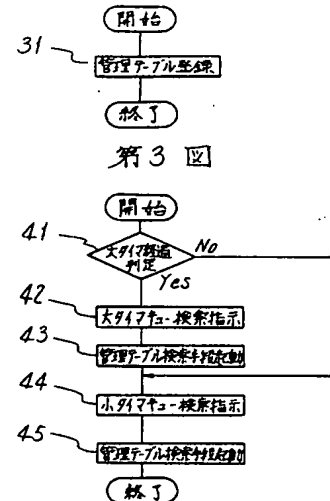 開始
31
管理テーブル登録
終了
第3図
開始
41
大タイマ経過
判定
No
Yes
42
大タイマキュー検索指示
43
管理テーブル検索手段起動
44
小タイマキュー検索指示
45
管理テーブル検索手段起動
終了